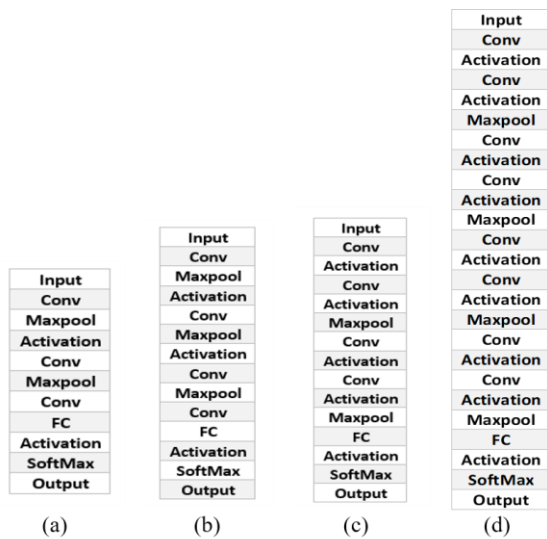 Input
Conv
Maxpool
Activation
Conv
Maxpool
Conv
FC
Activation
SoftMax
Output
(a)
Input
Conv
Maxpool
Activation
Conv
Maxpool
Activation
Conv
Maxpool
Conv
FC
Activation
SoftMax
Output
(b)
Input
Conv
Activation
Conv
Activation
Maxpool
Conv
Activation
Conv
Activation
Maxpool
FC
Activation
SoftMax
Output
(c)
Input
Conv
Activation
Conv
Activation
Maxpool
Conv
Activation
Conv
Activation
Maxpool
Conv
Activation
Conv
Activation
Maxpool
Conv
Activation
Conv
Activation
Maxpool
FC
Activation
SoftMax
Output
(d)